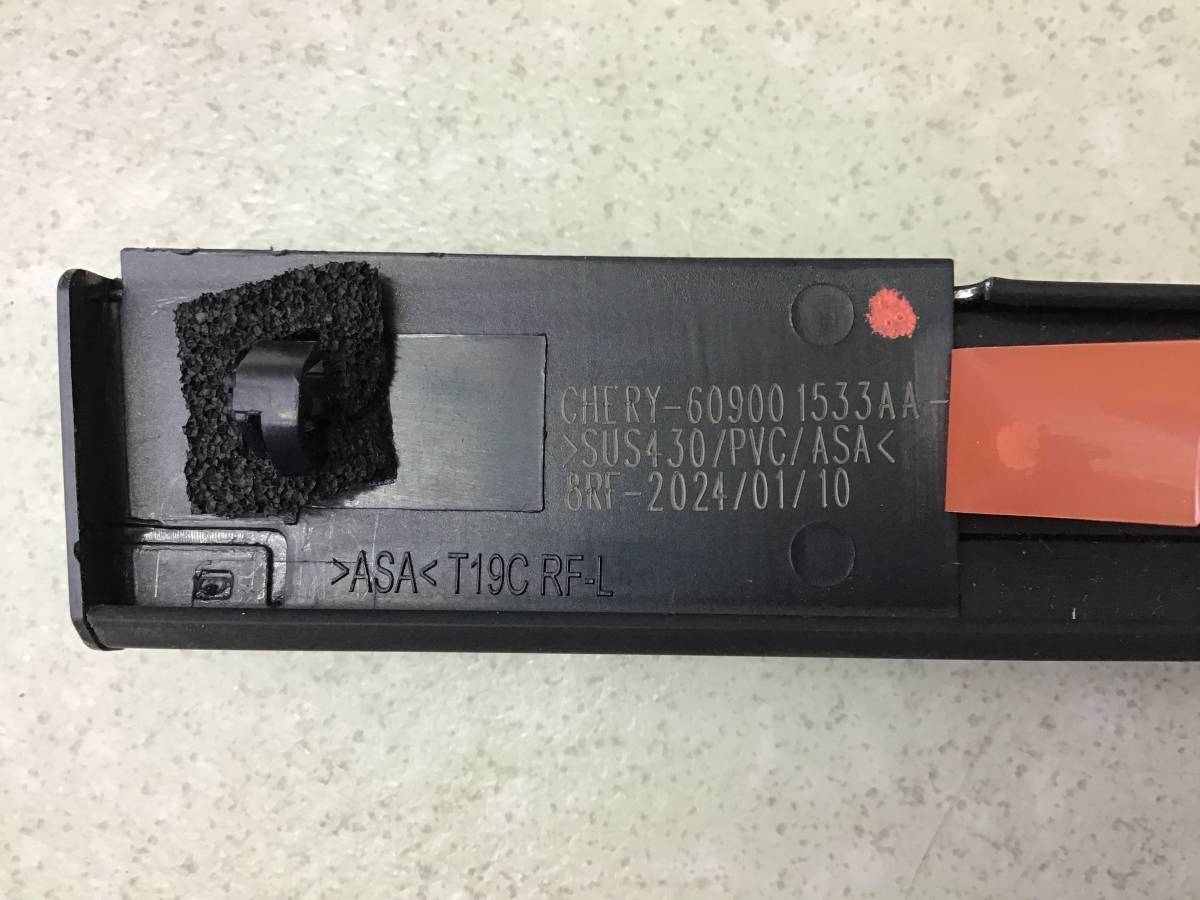 CHERY-609001533AA-
>SUS430/PVC/ASA<
8RF-2024/01/10
>ASA< T19C RF-L